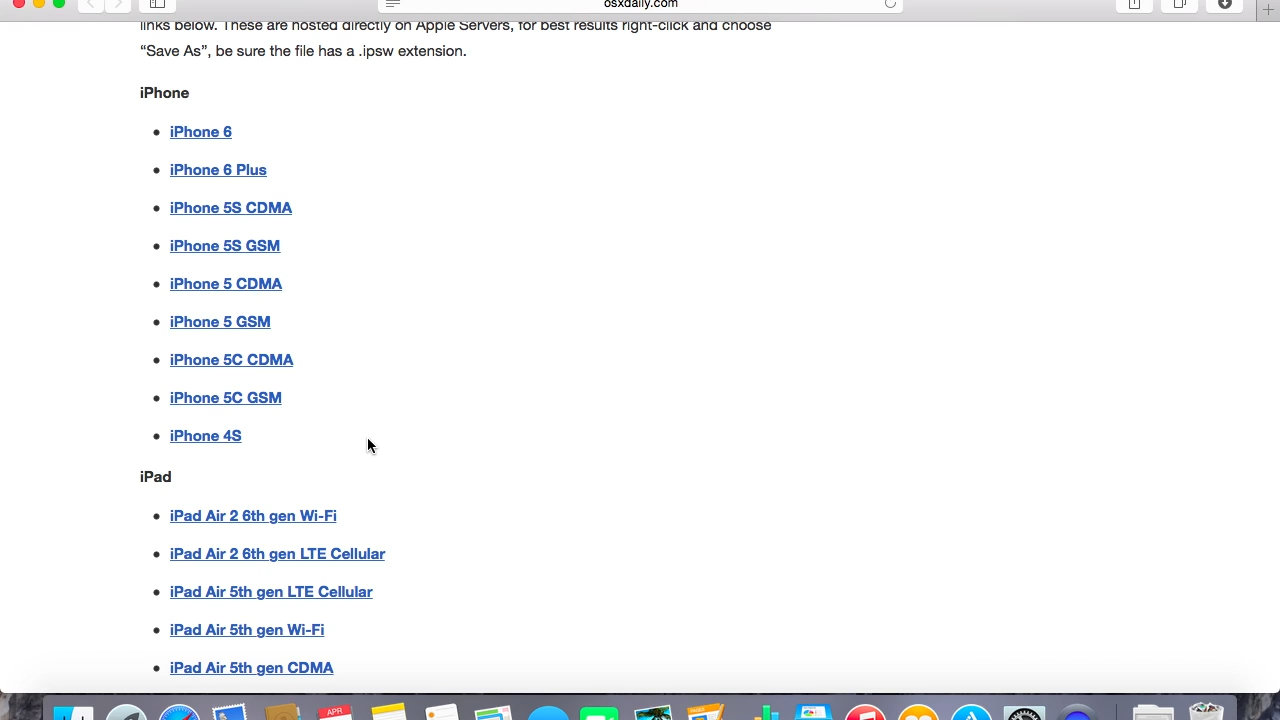 osxdaily.com
links below. These are hosted directly on Apple Servers, for best results right-click and choose
“Save As”, be sure the file has a .ipsw extension.
iPhone
iPhone 6
iPhone 6 Plus
iPhone 5S CDMA
iPhone 5S GSM
iPhone 5 CDMA
iPhone 5 GSM
iPhone 5C CDMA
iPhone 5C GSM
iPhone 4S
iPad
iPad Air 2 6th gen Wi-Fi
iPad Air 2 6th gen LTE Cellular
iPad Air 5th gen LTE Cellular
iPad Air 5th gen Wi-Fi
iPad Air 5th gen CDMA
APR
PAGES